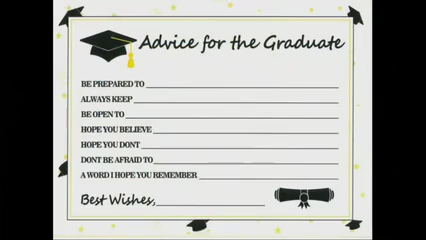 Advice for the Graduate
BE PREPARED TO
ALWAYS KEEP
BE OPEN TO
HOPE YOU BELIEVE
HOPE YOU DONT
DONT BE AFRAID TO
A WORD I HOPE YOU REMEMBER
Best Wishes,